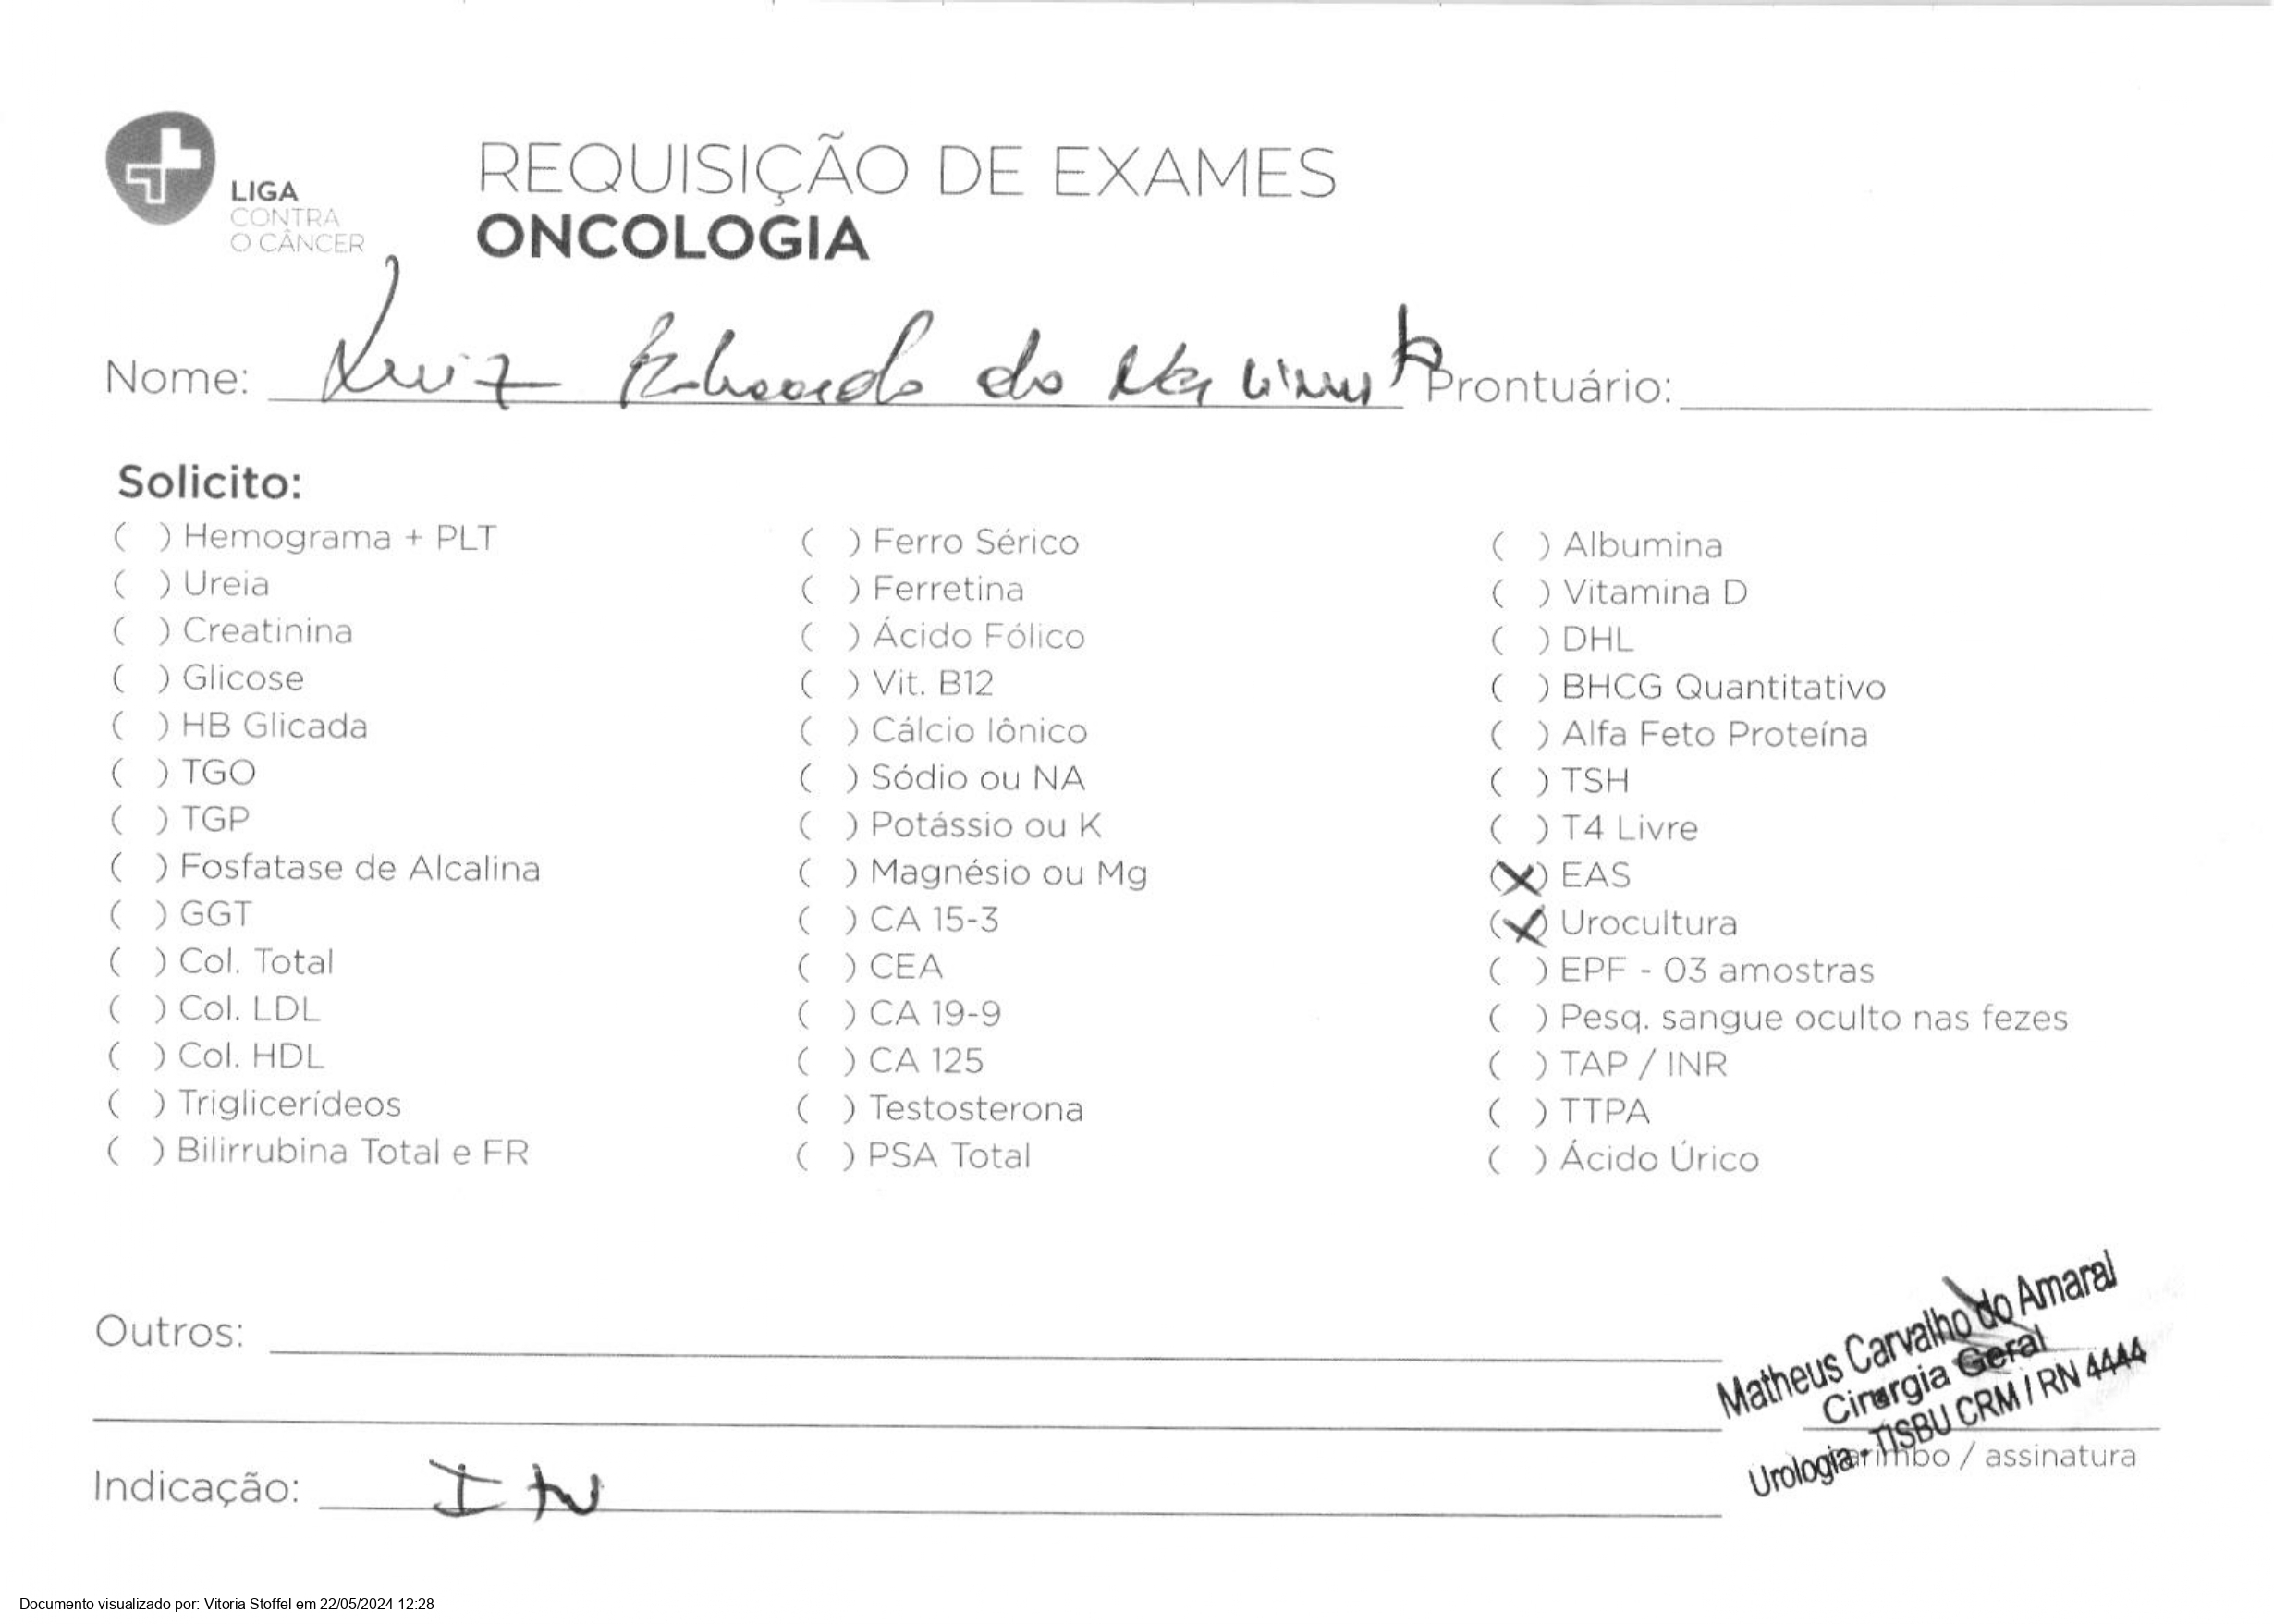 LIGA
CONTRA
O CÂNCER
REQUISIÇÃO DE EXAMES
ONCOLOGIA
Nome: Luiz Eduardo do Nascimento Prontuário:
Solicito:
( ) Hemograma + PLT
( ) Ureia
( ) Creatinina
( ) Glicose
( ) HB Glicada
( ) TGO
( ) TGP
( ) Fosfatase de Alcalina
( ) GGT
( ) Col. Total
( ) Col. LDL
( ) Col. HDL
( ) Triglicerídeos
( ) Bilirrubina Total e FR
( ) Ferro Sérico
( ) Ferretina
( ) Ácido Fólico
( ) Vit. B12
( ) Cálcio Iônico
( ) Sódio ou NA
( ) Potássio ou K
( ) Magnésio ou Mg
( ) CA 15-3
( ) CEA
( ) CA 19-9
( ) CA 125
( ) Testosterona
( ) PSA Total
( ) Albumina
( ) Vitamina D
( ) DHL
( ) BHCG Quantitativo
( ) Alfa Feto Proteína
( ) TSH
( ) T4 Livre
(X) EAS
(X) Urocultura
( ) EPF - 03 amostras
( ) Pesq. sangue oculto nas fezes
( ) TAP / INR
( ) TTPA
( ) Ácido Úrico
Outros:
Matheus Carvalho do Amaral
Cirurgia Geral
Urologia - TISBU CRM / RN 4444
carimbo / assinatura
Indicação:
Documento visualizado por: Vitoria Stoffel em 22/05/2024 12:28